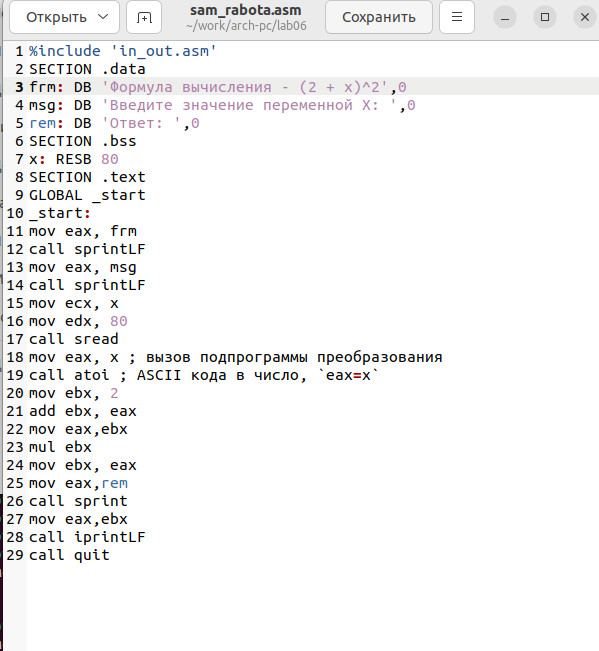 Открыть sam_rabota.asm Сохранить
~/work/arch-pc/lab06
1 %include 'in_out.asm'
2 SECTION .data
3 frm: DB 'Формула вычисления - (2 + x)^2',0
4 msg: DB 'Введите значение переменной X: ',0
5 rem: DB 'Ответ: ',0
6 SECTION .bss
7 x: RESB 80
8 SECTION .text
9 GLOBAL _start
10 _start:
11 mov eax, frm
12 call sprintLF
13 mov eax, msg
14 call sprintLF
15 mov ecx, x
16 mov edx, 80
17 call sread
18 mov eax, x ; вызов подпрограммы преобразования
19 call atoi ; ASCII кода в число, `eax=x`
20 mov ebx, 2
21 add ebx, eax
22 mov eax,ebx
23 mul ebx
24 mov ebx, eax
25 mov eax,rem
26 call sprint
27 mov eax,ebx
28 call iprintLF
29 call quit